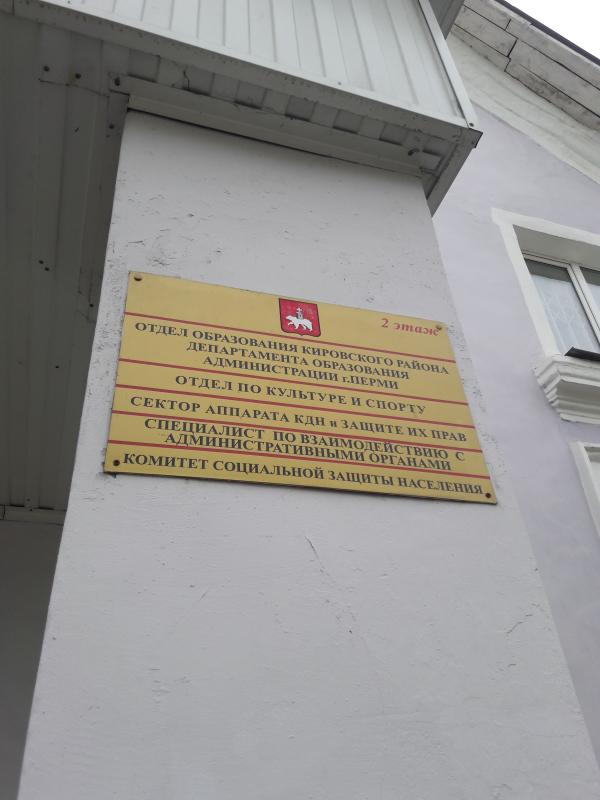 2 этаж
ОТДЕЛ ОБРАЗОВАНИЯ КИРОВСКОГО РАЙОНА
ДЕПАРТАМЕНТА ОБРАЗОВАНИЯ
АДМИНИСТРАЦИИ г.ПЕРМИ
ОТДЕЛ ПО КУЛЬТУРЕ И СПОРТУ
СЕКТОР АППАРАТА КДН и ЗАЩИТЕ ИХ ПРАВ
СПЕЦИАЛИСТ ПО ВЗАИМОДЕЙСТВИЮ С
АДМИНИСТРАТИВНЫМИ ОРГАНАМИ
КОМИТЕТ СОЦИАЛЬНОЙ ЗАЩИТЫ НАСЕЛЕНИЯ